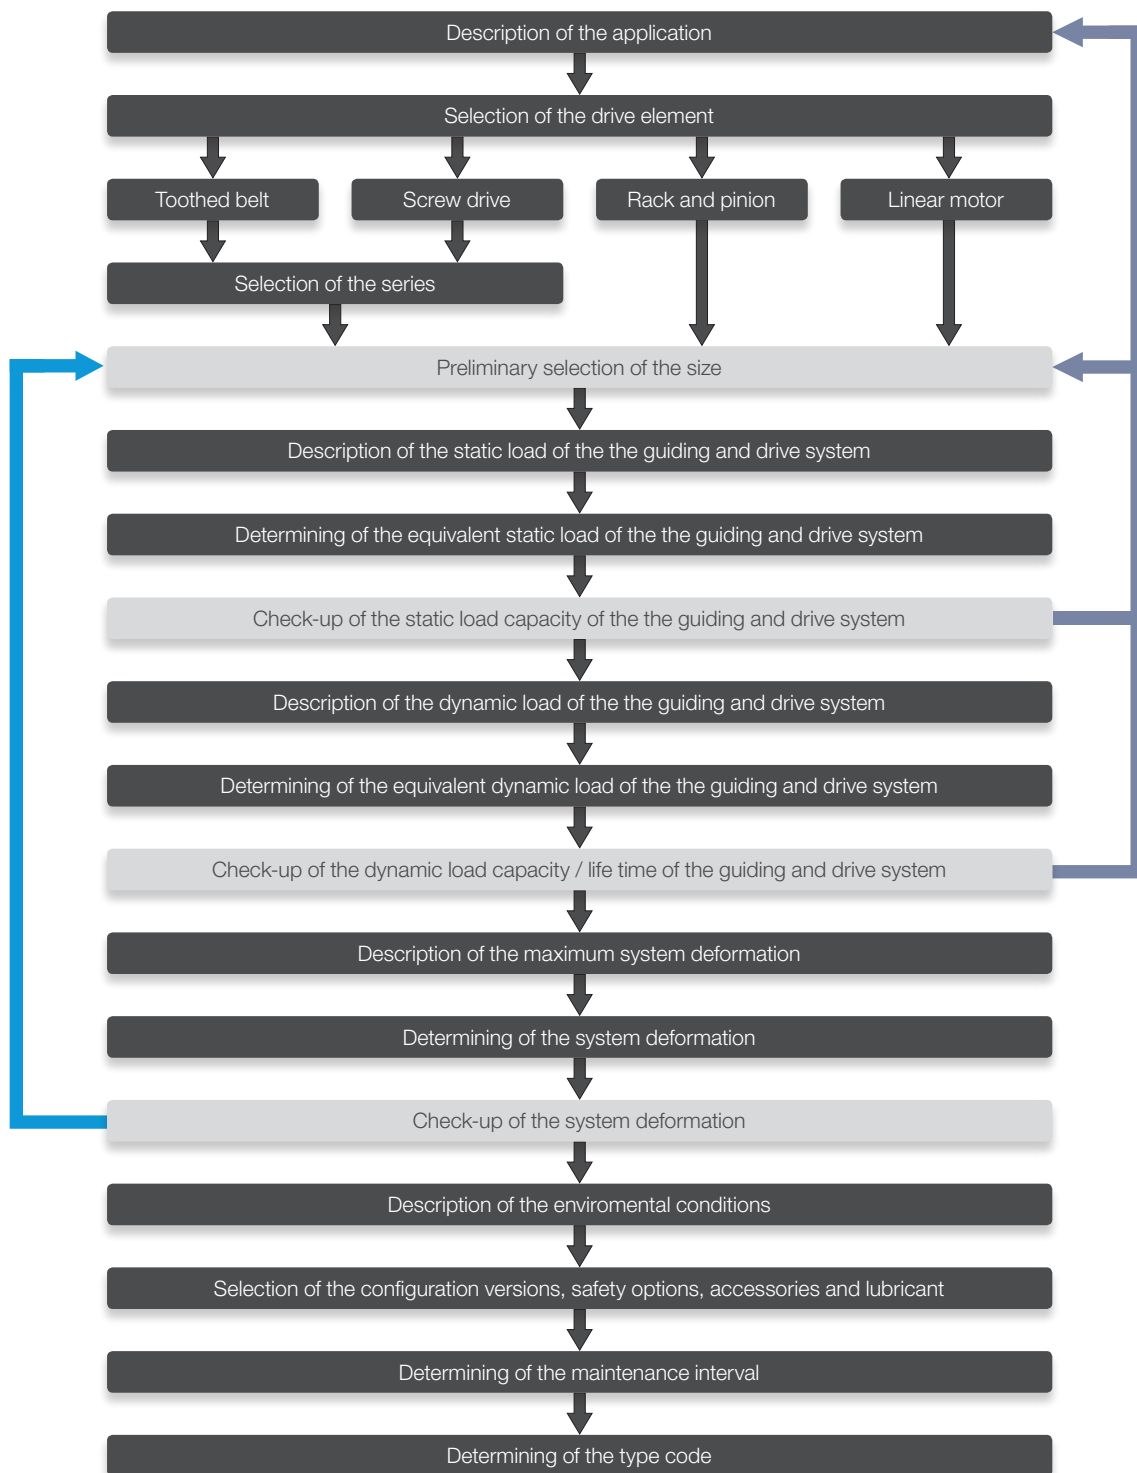 Description of the application
Selection of the drive element
Toothed belt
Screw drive
Rack and pinion
Linear motor
Selection of the series
Preliminary selection of the size
Description of the static load of the the guiding and drive system
Determining of the equivalent static load of the the guiding and drive system
Check-up of the static load capacity of the the guiding and drive system
Description of the dynamic load of the the guiding and drive system
Determining of the equivalent dynamic load of the the guiding and drive system
Check-up of the dynamic load capacity / life time of the guiding and drive system
Description of the maximum system deformation
Determining of the system deformation
Check-up of the system deformation
Description of the enviromental conditions
Selection of the configuration versions, safety options, accessories and lubricant
Determining of the maintenance interval
Determining of the type code